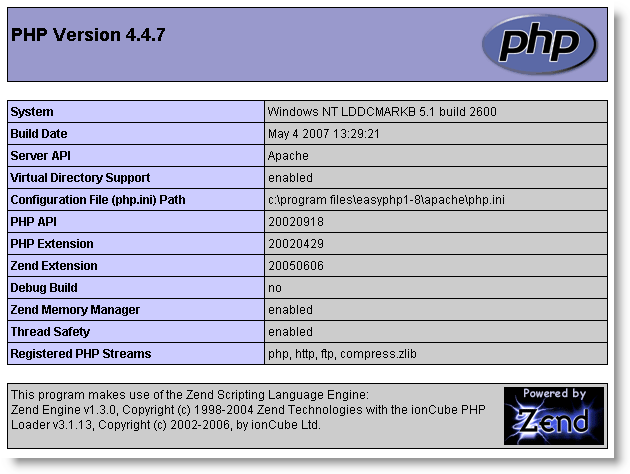 PHP Version 4.4.7
php
System Windows NT LDDCMARKB 5.1 build 2600
Build Date May 4 2007 13:29:21
Server API Apache
Virtual Directory Support enabled
Configuration File (php.ini) Path c:\program files\easyphp1-8\apache\php.ini
PHP API 20020918
PHP Extension 20020429
Zend Extension 20050606
Debug Build no
Zend Memory Manager enabled
Thread Safety enabled
Registered PHP Streams php, http, ftp, compress.zlib
This program makes use of the Zend Scripting Language Engine:
Zend Engine v1.3.0, Copyright (c) 1998-2004 Zend Technologies with the ionCube PHP
Loader v3.1.13, Copyright (c) 2002-2006, by ionCube Ltd.
Powered by
Zend